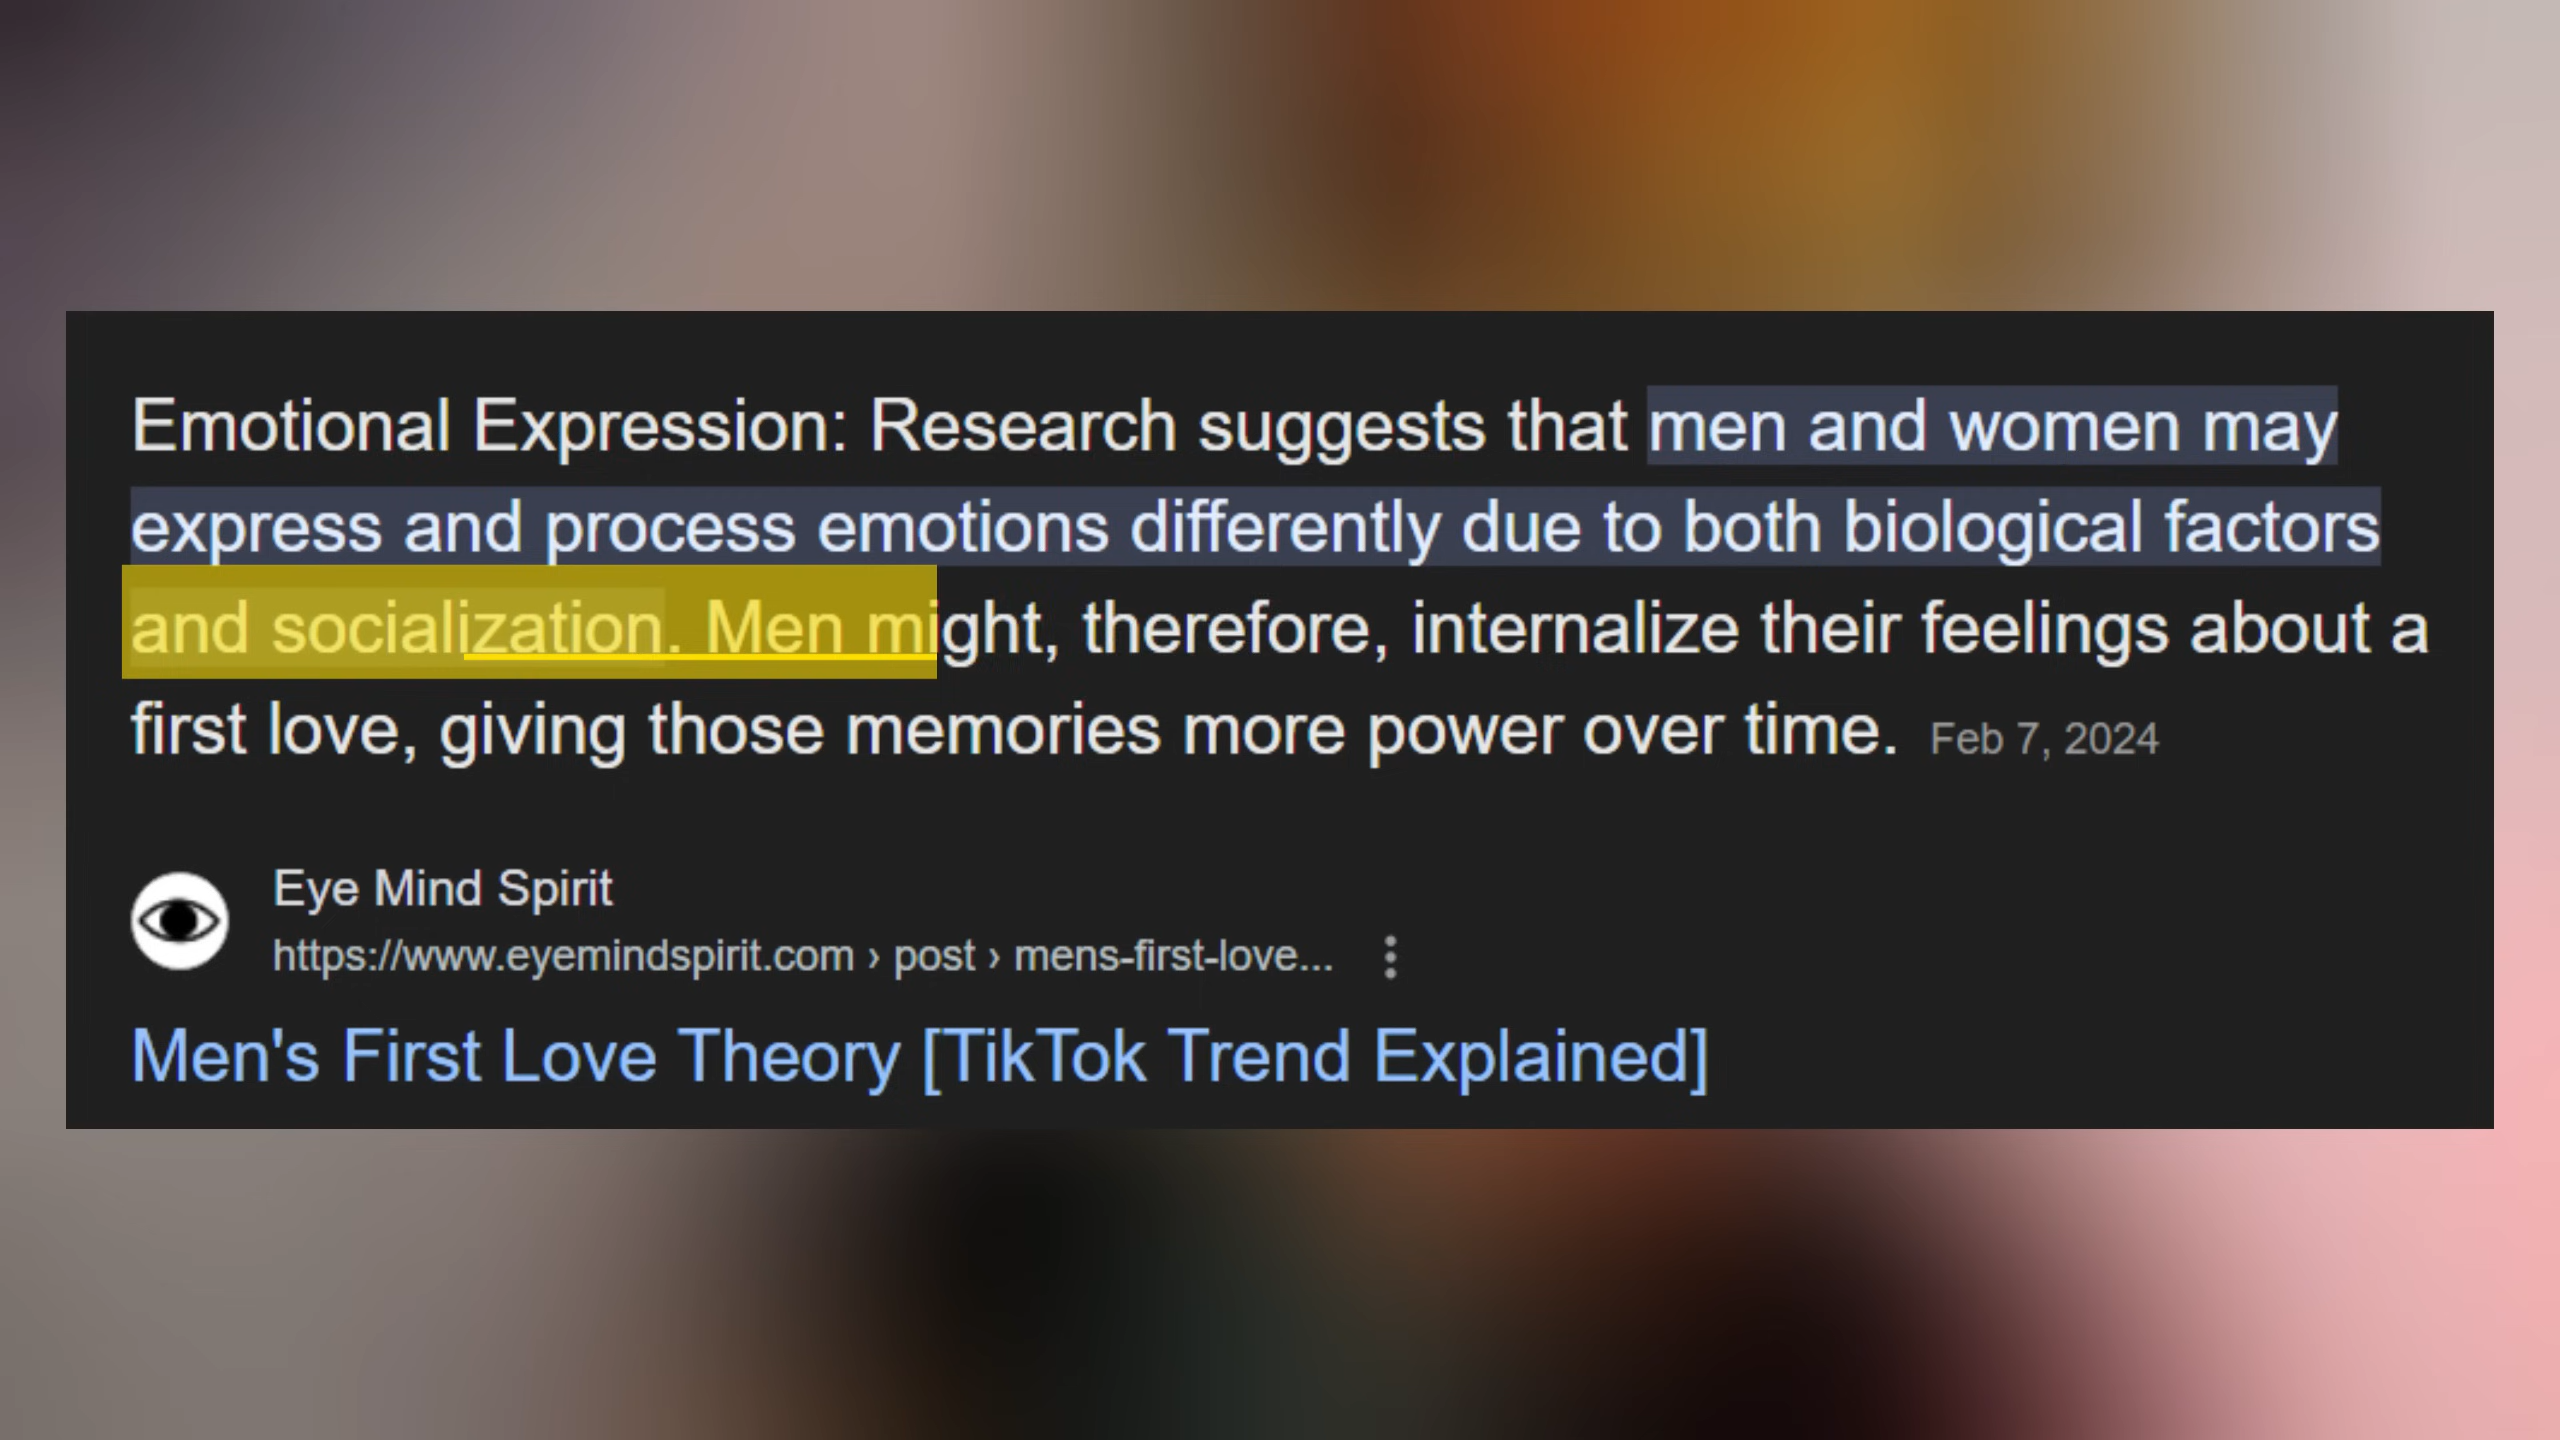 Emotional Expression: Research suggests that men and women may
express and process emotions differently due to both biological factors
and socialization. Men might, therefore, internalize their feelings about a
first love, giving those memories more power over time. Feb 7, 2024
Eye Mind Spirit
https://www.eyemindspirit.com › post › mens-first-love...
Men's First Love Theory [TikTok Trend Explained]